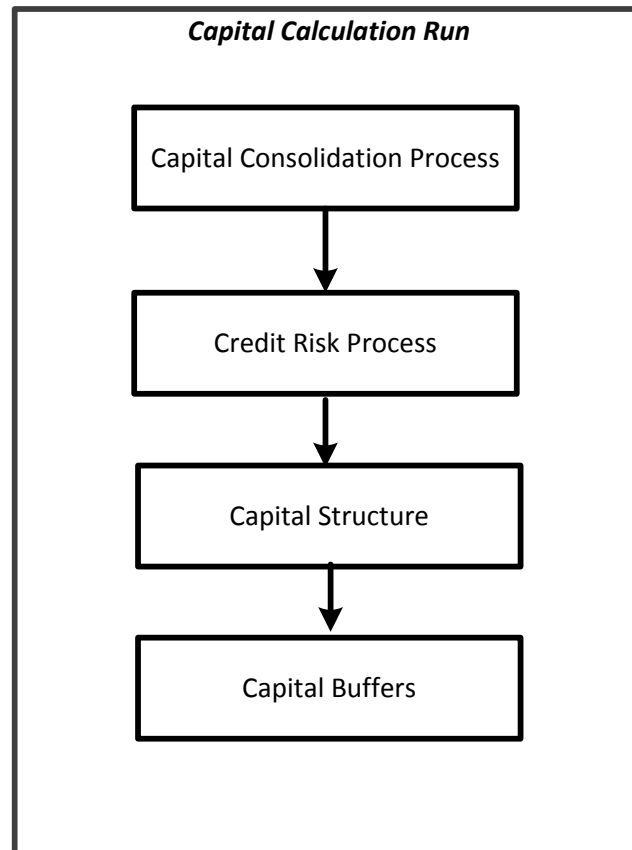 Capital Calculation Run
Capital Consolidation Process
Credit Risk Process
Capital Structure
Capital Buffers